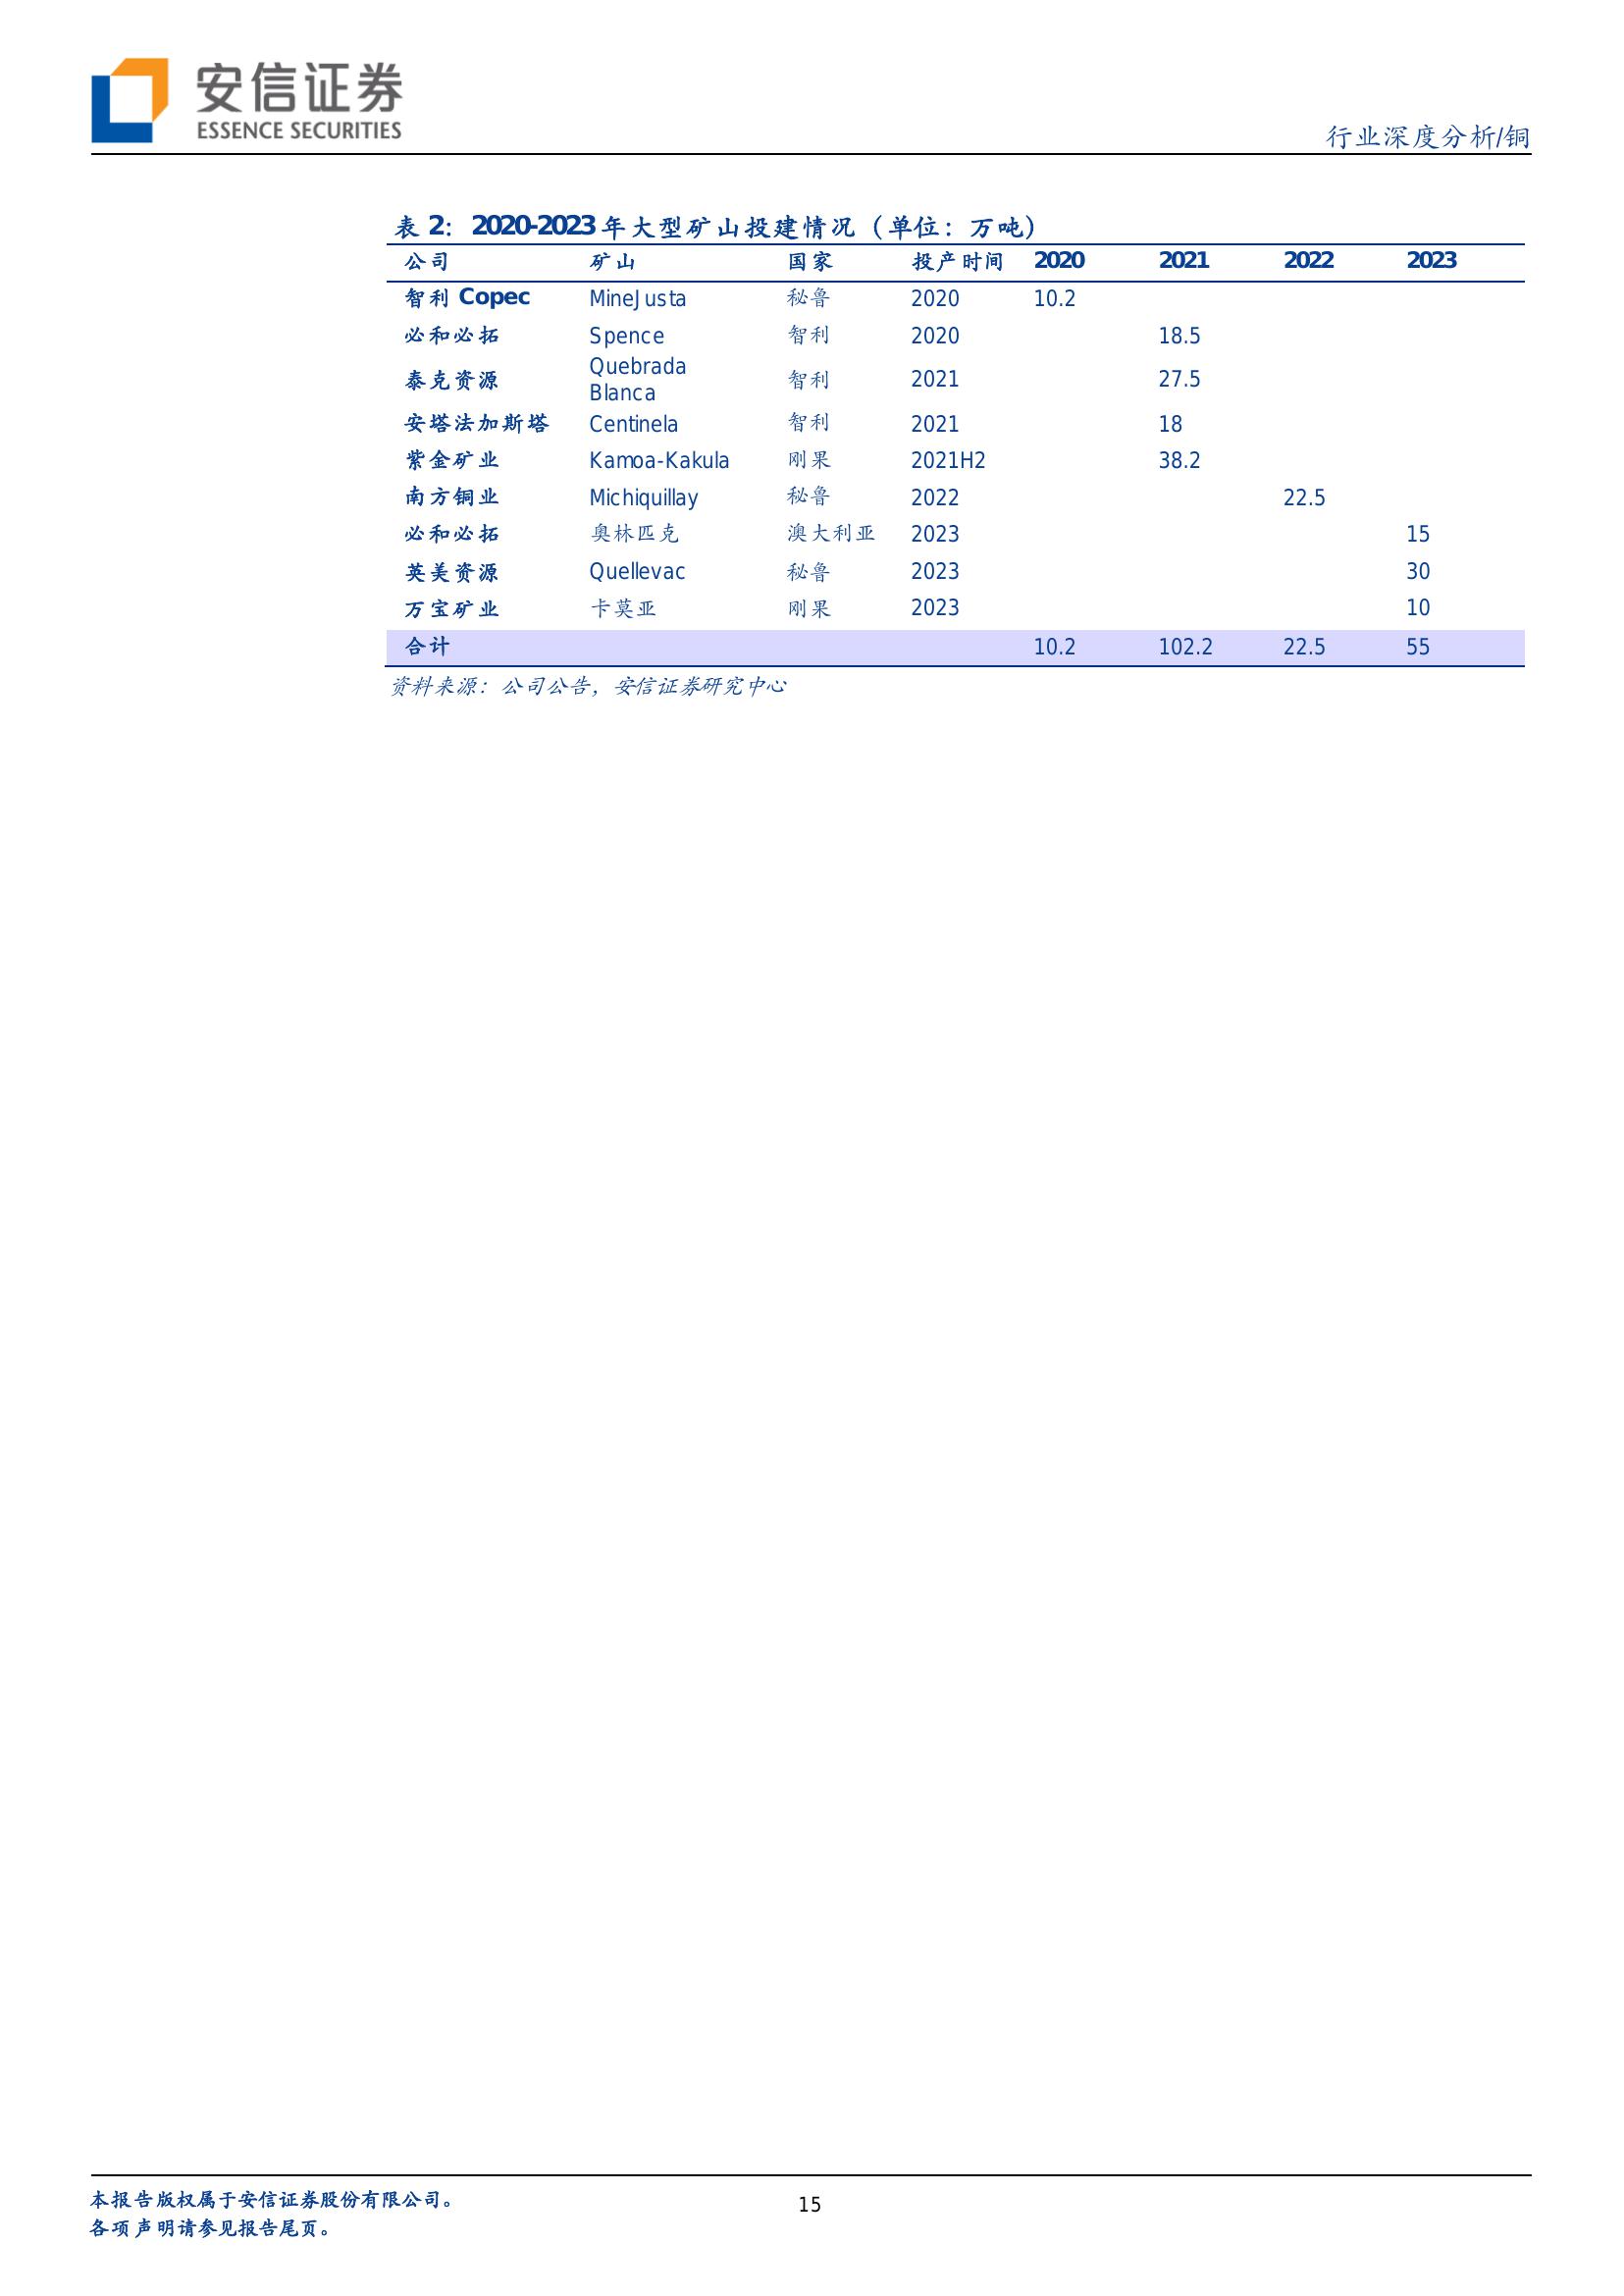 安信证券
ESSENCE SECURITIES
行业深度分析/铜
表 2：2020-2023 年大型矿山投建情况（单位：万吨）
公司 矿山 国家 投产时间 2020 2021 2022 2023
智利 Copec MineJusta 秘鲁 2020 10.2
必和必拓 Spence 智利 2020 18.5
泰克资源 Quebrada Blanca 智利 2021 27.5
安塔法加斯塔 Centinela 智利 2021 18
紫金矿业 Kamoa-Kakula 刚果 2021H2 38.2
南方铜业 Michiquillay 秘鲁 2022 22.5
必和必拓 奥林匹克 澳大利亚 2023 15
英美资源 Quellevac 秘鲁 2023 30
万宝矿业 卡莫亚 刚果 2023 10
合计 10.2 102.2 22.5 55
资料来源：公司公告，安信证券研究中心
本报告版权属于安信证券股份有限公司。
各项声明请参见报告尾页。
15